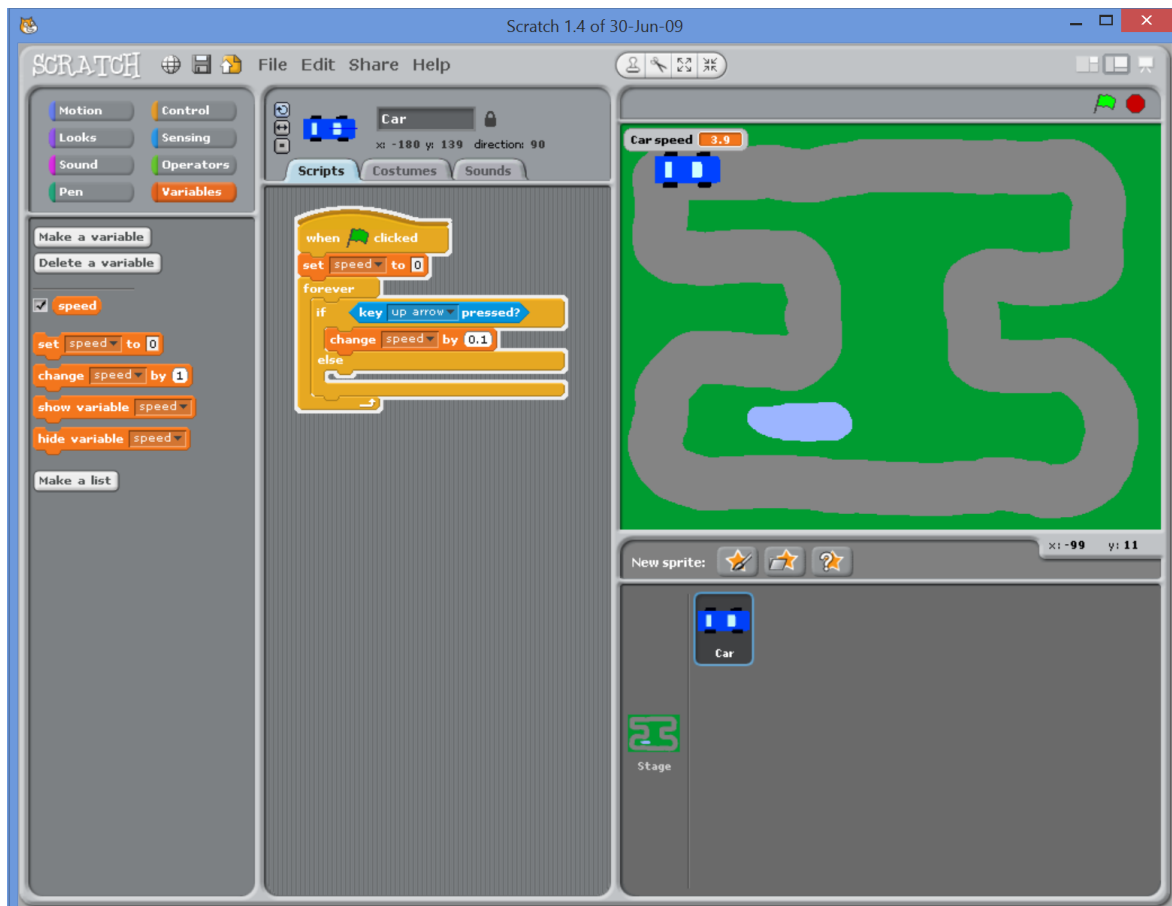 Scratch 1.4 of 30-Jun-09
SCRATCH File Edit Share Help
Motion Control
Looks Sensing
Sound Operators
Pen Variables
Make a variable
Delete a variable
speed
set speed to 0
change speed by 1
show variable speed
hide variable speed
Make a list
Car
x: -180 y: 139 direction: 90
Scripts Costumes Sounds
when clicked
set speed to 0
forever
if key up arrow pressed?
change speed by 0.1
else
Car speed 3.9
x: -99 y: 11
New sprite:
Car
Stage